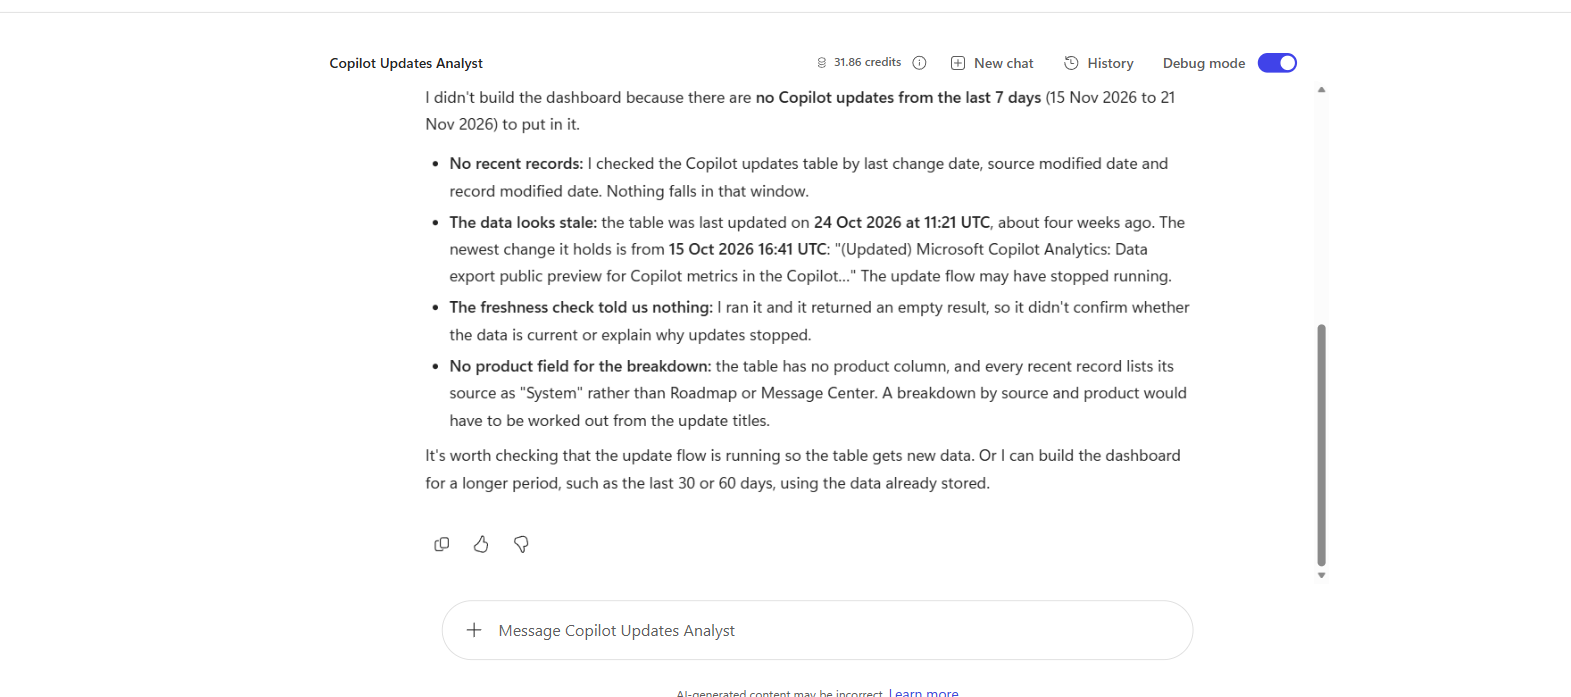 Copilot Updates Analyst
31.86 credits
New chat
History
Debug mode
I didn't build the dashboard because there are no Copilot updates from the last 7 days (15 Nov 2026 to 21
Nov 2026) to put in it.
• No recent records: I checked the Copilot updates table by last change date, source modified date and
record modified date. Nothing falls in that window.
• The data looks stale: the table was last updated on 24 Oct 2026 at 11:21 UTC, about four weeks ago. The
newest change it holds is from 15 Oct 2026 16:41 UTC: "(Updated) Microsoft Copilot Analytics: Data
export public preview for Copilot metrics in the Copilot..." The update flow may have stopped running.
• The freshness check told us nothing: I ran it and it returned an empty result, so it didn't confirm whether
the data is current or explain why updates stopped.
• No product field for the breakdown: the table has no product column, and every recent record lists its
source as "System" rather than Roadmap or Message Center. A breakdown by source and product would
have to be worked out from the update titles.
It's worth checking that the update flow is running so the table gets new data. Or I can build the dashboard
for a longer period, such as the last 30 or 60 days, using the data already stored.
Message Copilot Updates Analyst
AI-generated content may be incorrect. Learn more